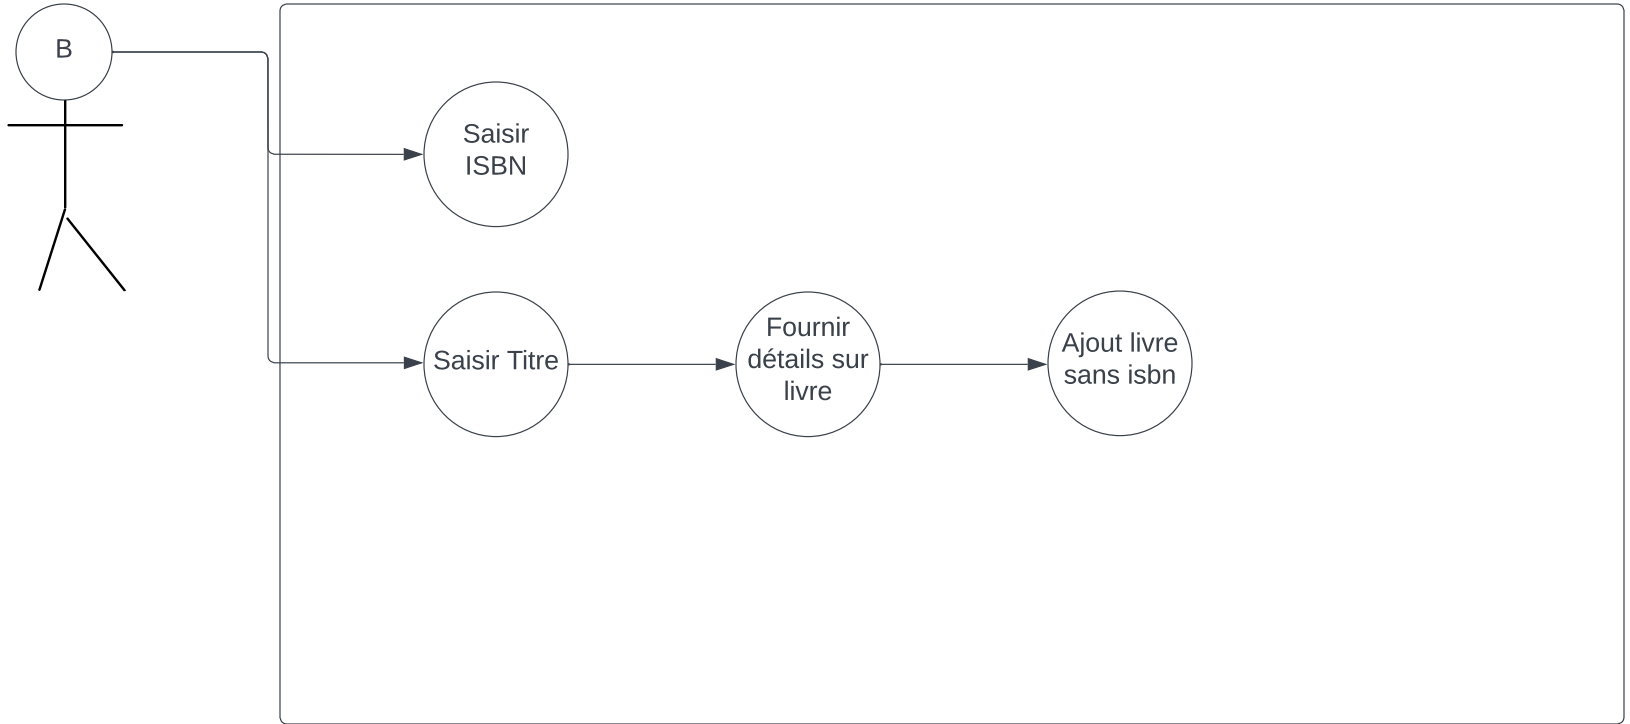 B
Saisir
ISBN
Saisir Titre
Fournir
détails sur
livre
Ajout livre
sans isbn